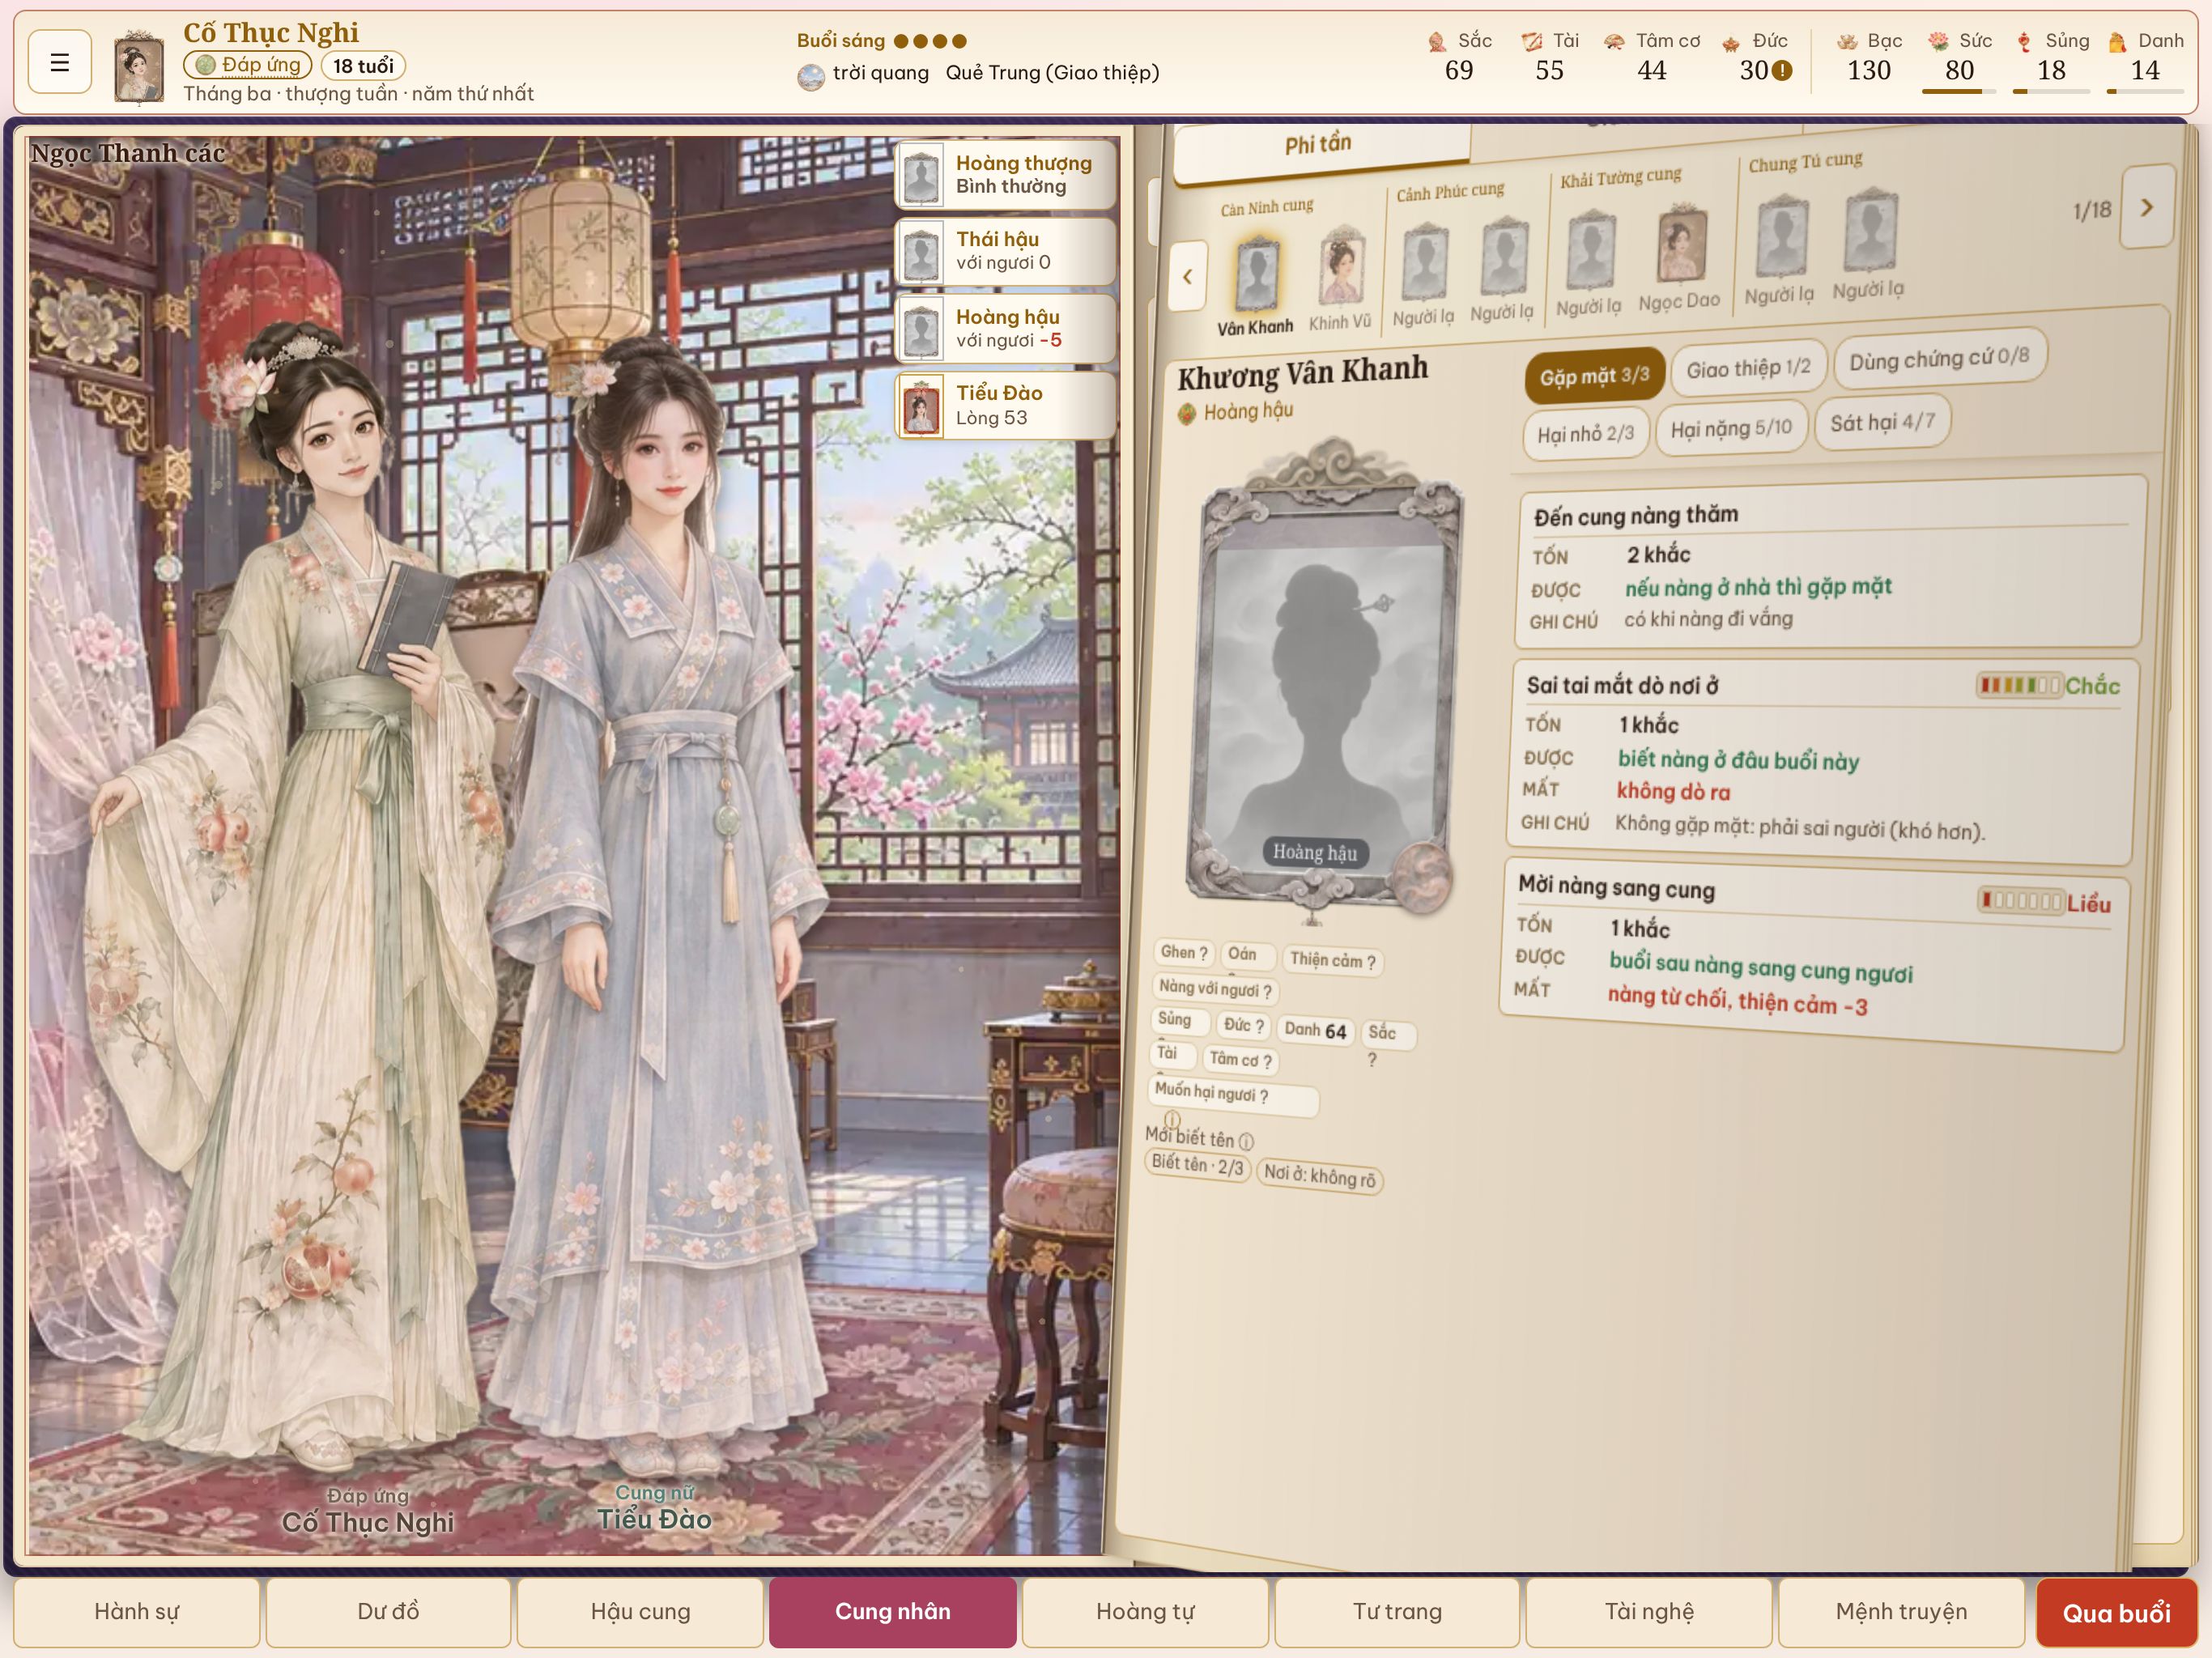 ☰
Cố Thục Nghi
Đáp ứng
18 tuổi
Tháng ba · thượng tuần · năm thứ nhất
Buổi sáng
trời quang Quẻ Trung (Giao thiệp)
Sắc 69
Tài 55
Tâm cơ 44
Đức 30 !
Bạc 130
Sức 80
Sủng 18
Danh 14
Ngọc Thanh các
Hoàng thượng
Bình thường
Thái hậu
với ngươi 0
Hoàng hậu
với ngươi -5
Tiểu Đào
Lòng 53
Đáp ứng
Cố Thục Nghi
Cung nữ
Tiểu Đào
Phi tần
Càn Ninh cung
Cảnh Phúc cung
Khải Tường cung
Chung Tú cung
‹
Vân Khanh
Khinh Vũ
Người lạ
Người lạ
Người lạ
Ngọc Dao
Người lạ
Người lạ
1/18
›
Khương Vân Khanh
Hoàng hậu
Hoàng hậu
Ghen ?
Oán
Thiện cảm ?
Nàng với ngươi ?
Sủng
Đức ?
Danh 64
Sắc ?
Tài
Tâm cơ ?
Muốn hại ngươi ?
ⓘ
Mới biết tên ⓘ
Biết tên · 2/3
Nơi ở: không rõ
Gặp mặt 3/3
Giao thiệp 1/2
Dùng chứng cứ 0/8
Hại nhỏ 2/3
Hại nặng 5/10
Sát hại 4/7
Đến cung nàng thăm
TỐN 2 khắc
ĐƯỢC nếu nàng ở nhà thì gặp mặt
GHI CHÚ có khi nàng đi vắng
Sai tai mắt dò nơi ở
Chắc
TỐN 1 khắc
ĐƯỢC biết nàng ở đâu buổi này
MẤT không dò ra
GHI CHÚ Không gặp mặt: phải sai người (khó hơn).
Mời nàng sang cung
Liều
TỐN 1 khắc
ĐƯỢC buổi sau nàng sang cung ngươi
MẤT nàng từ chối, thiện cảm -3
Hành sự
Dư đồ
Hậu cung
Cung nhân
Hoàng tự
Tư trang
Tài nghệ
Mệnh truyện
Qua buổi